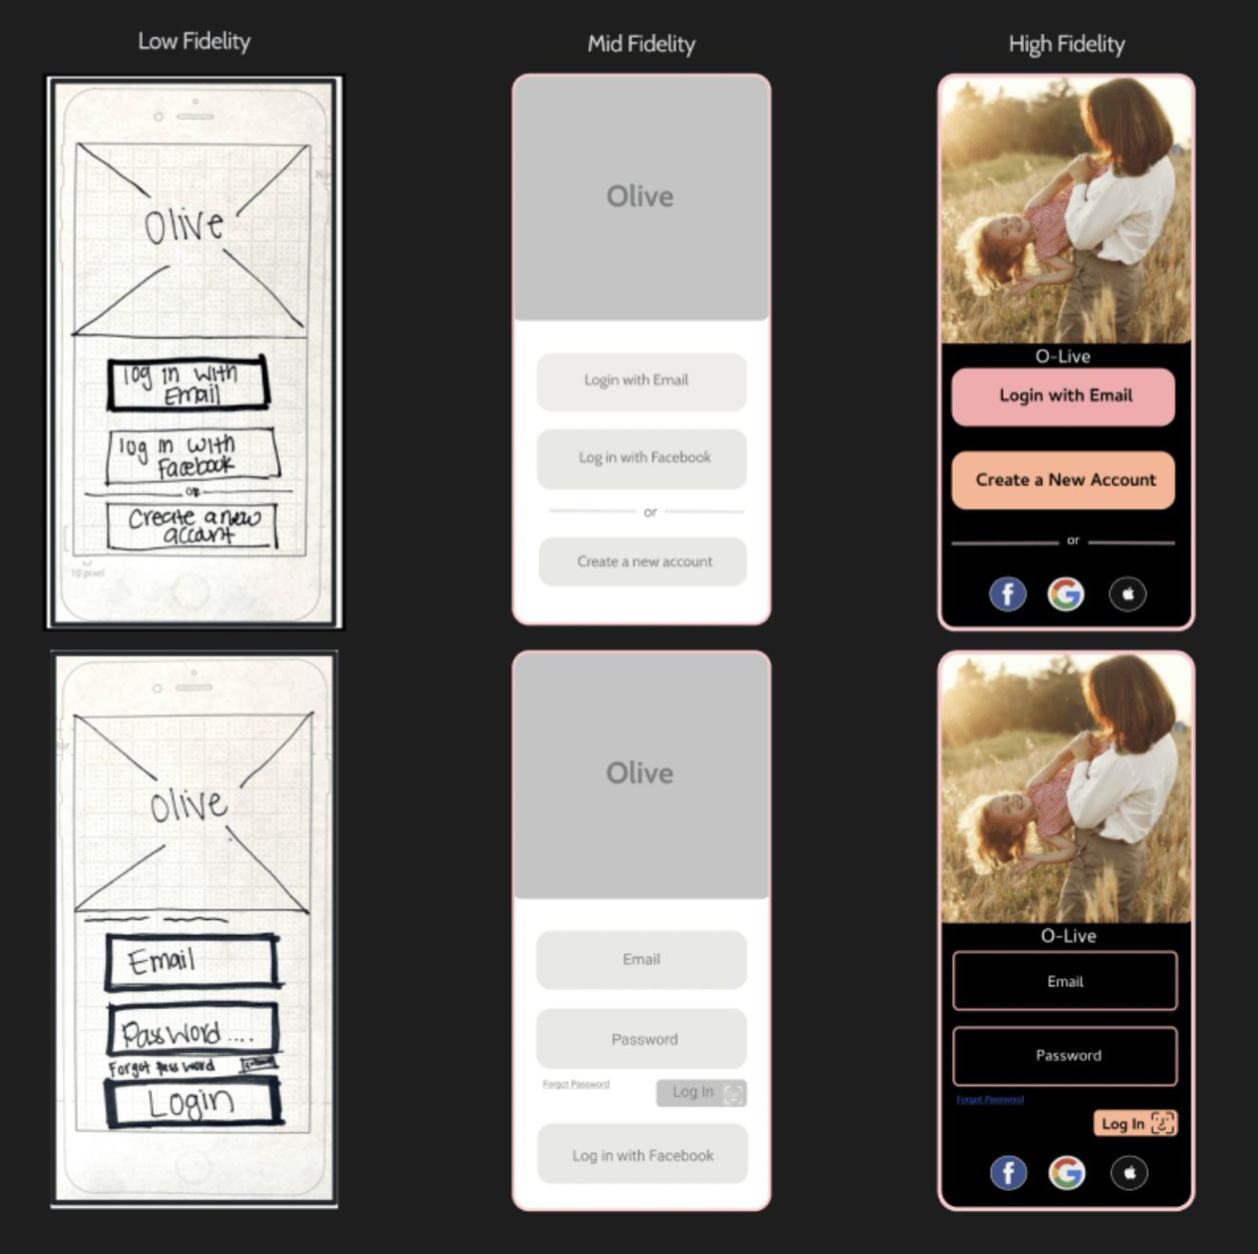 Low Fidelity
Mid Fidelity
High Fidelity
Olive
log in with
Email
log in with
Facebook
or
Create a new
account
10 pixel
Olive
Login with Email
Log in with Facebook
or
Create a new account
O-Live
Login with Email
Create a New Account
or
f
G
Olive
Email
Password ....
Forgot password
Login
Olive
Email
Password
Forgot Password
Log In
Log in with Facebook
O-Live
Email
Password
Forgot Password
Log In
f
G